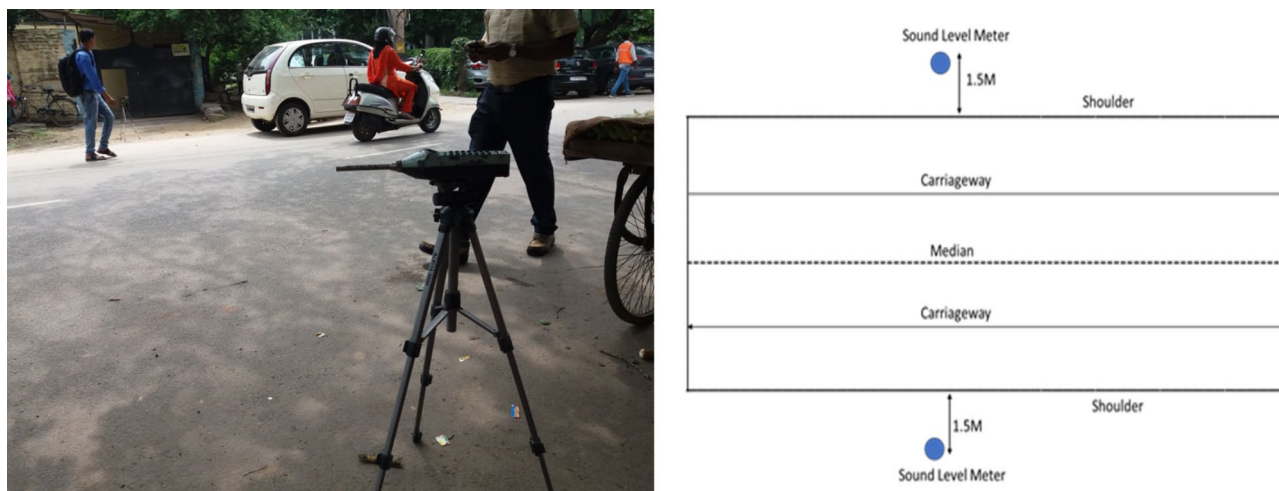 Sound Level Meter
1.5M
Shoulder
Carriageway
Median
Carriageway
Shoulder
1.5M
Sound Level Meter